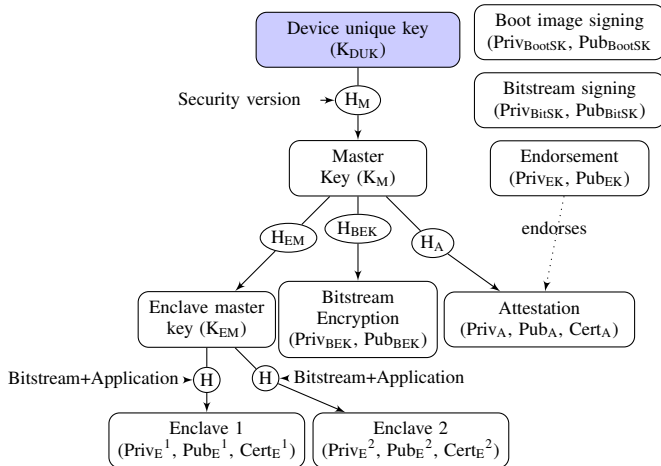 Device unique key
(K_DUK)
Boot image signing
(Priv_BootSK, Pub_BootSK
Security version
H_M
Bitstream signing
(Priv_BitSK, Pub_BitSK)
Master
Key (K_M)
Endorsement
(Priv_EK, Pub_EK)
H_EM
H_BEK
H_A
endorses
Enclave master
key (K_EM)
Bitstream
Encryption
(Priv_BEK, Pub_BEK)
Attestation
(Priv_A, Pub_A, Cert_A)
Bitstream+Application
H
H
Bitstream+Application
Enclave 1
(Priv_E^1, Pub_E^1, Cert_E^1)
Enclave 2
(Priv_E^2, Pub_E^2, Cert_E^2)